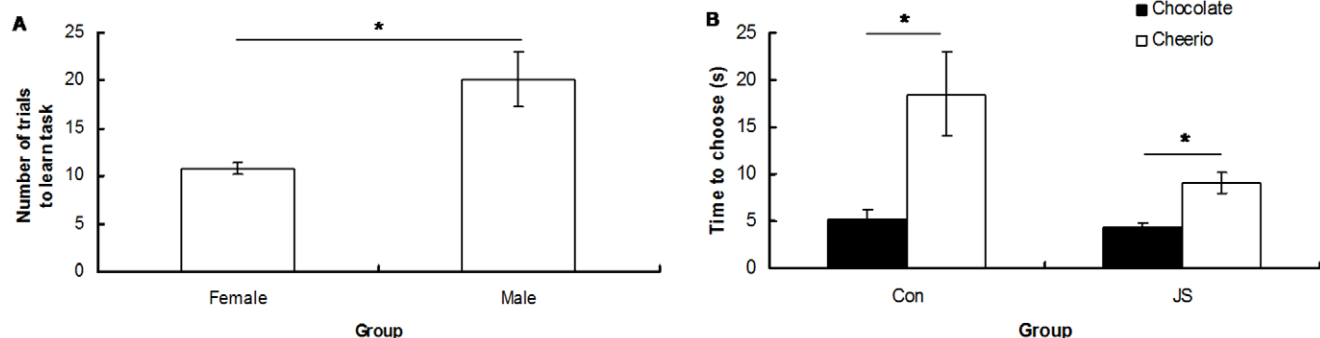 A
Number of trials
to learn task
25
20
15
10
5
0
*
Female
Male
Group
B
Chocolate
Cheerio
Time to choose (s)
25
20
15
10
5
0
*
*
Con
JS
Group